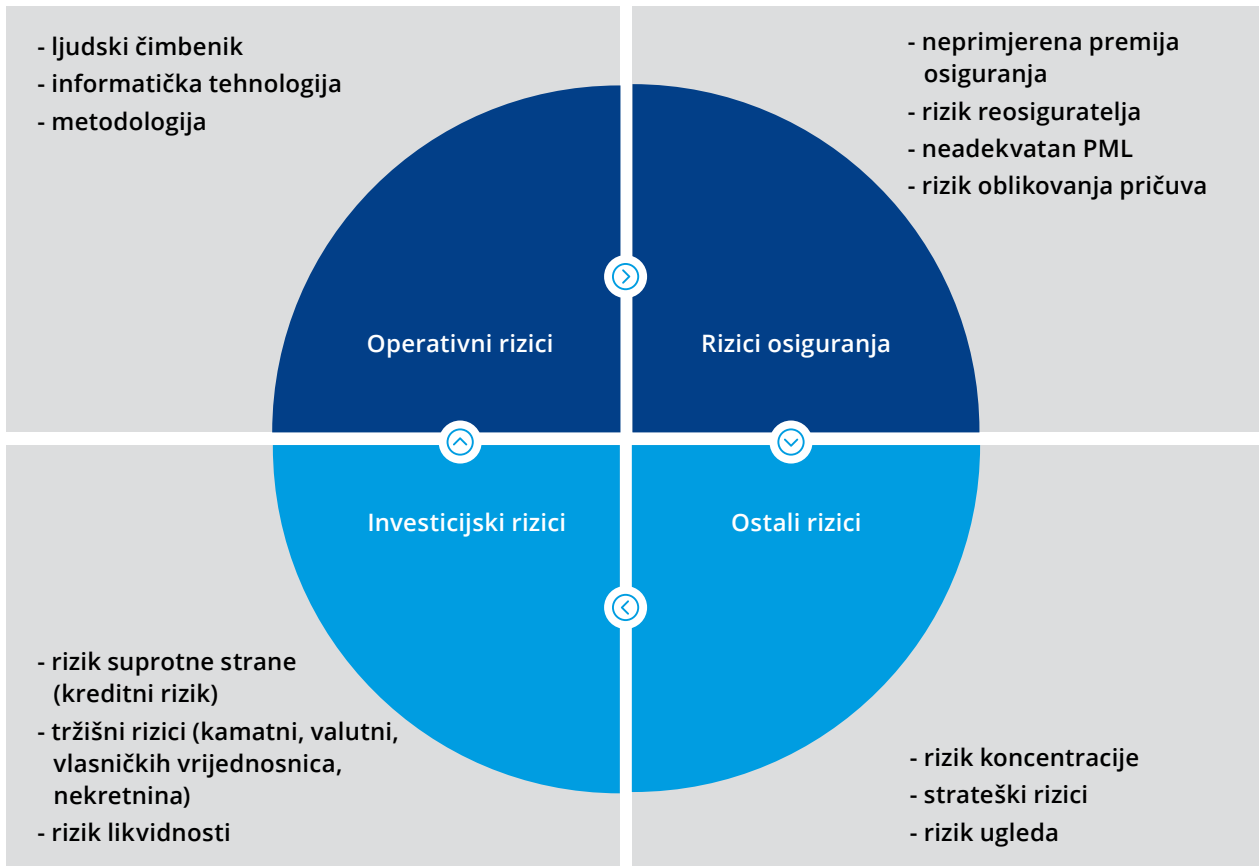 - ljudski čimbenik
- informatička tehnologija
- metodologija
- neprimjerena premija
osiguranja
- rizik reosiguratelja
- neadekvatan PML
- rizik oblikovanja pričuva
Operativni rizici
Rizici osiguranja
Investicijski rizici
Ostali rizici
- rizik suprotne strane
(kreditni rizik)
- tržišni rizici (kamatni, valutni,
vlasničkih vrijednosnica,
nekretnina)
- rizik likvidnosti
- rizik koncentracije
- strateški rizici
- rizik ugleda